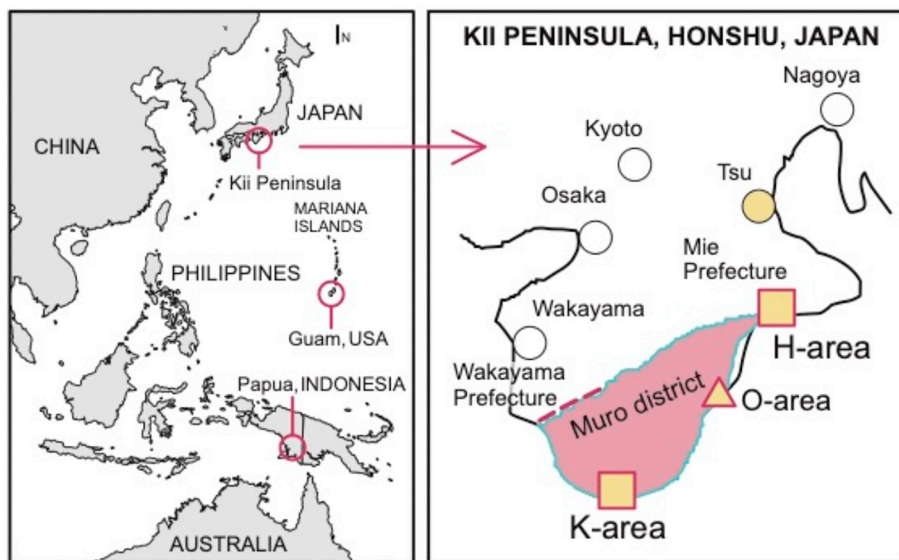 IN
JAPAN
CHINA
Kii Peninsula
MARIANA
ISLANDS
PHILIPPINES
Guam, USA
Papua, INDONESIA
AUSTRALIA
KII PENINSULA, HONSHU, JAPAN
Nagoya
Kyoto
Tsu
Osaka
Mie
Prefecture
Wakayama
H-area
Wakayama
Prefecture
Muro district
O-area
K-area